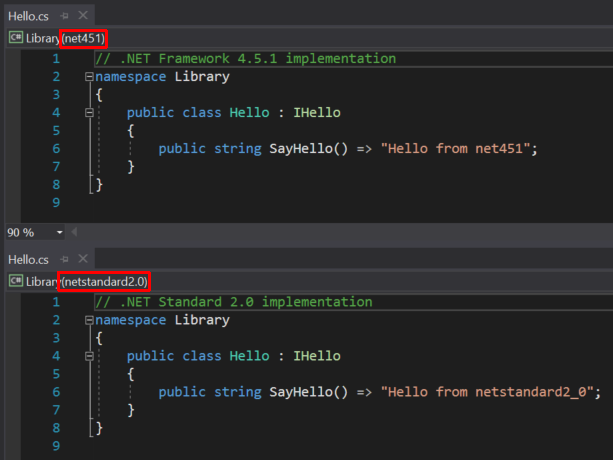 Hello.cs
Library(net451)
1 // .NET Framework 4.5.1 implementation
2 namespace Library
3 {
4 public class Hello : IHello
5 {
6 public string SayHello() => "Hello from net451";
7 }
8 }
9
90 %
Hello.cs
Library(netstandard2.0)
1 // .NET Standard 2.0 implementation
2 namespace Library
3 {
4 public class Hello : IHello
5 {
6 public string SayHello() => "Hello from netstandard2_0";
7 }
8 }
9